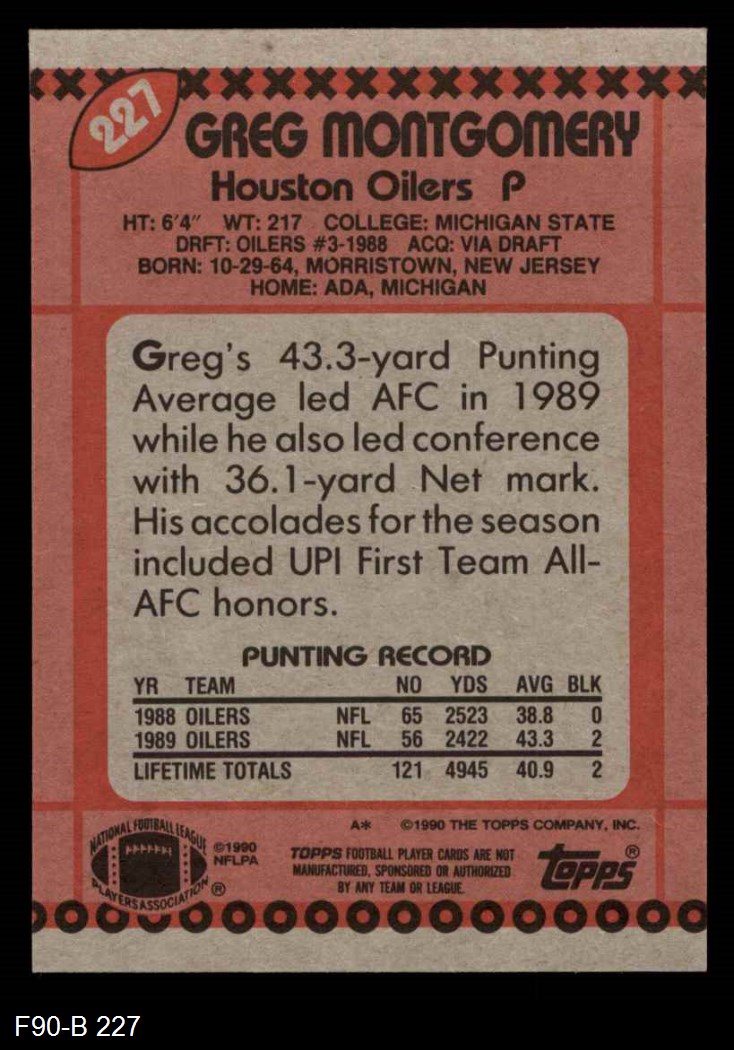 227
GREG MONTGOMERY
Houston Oilers P
HT: 6'4" WT: 217 COLLEGE: MICHIGAN STATE
DRFT: OILERS #3-1988 ACQ: VIA DRAFT
BORN: 10-29-64, MORRISTOWN, NEW JERSEY
HOME: ADA, MICHIGAN
Greg's 43.3-yard Punting
Average led AFC in 1989
while he also led conference
with 36.1-yard Net mark.
His accolades for the season
included UPI First Team All-
AFC honors.
PUNTING RECORD
YR TEAM NO YDS AVG BLK
1988 OILERS NFL 65 2523 38.8 0
1989 OILERS NFL 56 2422 43.3 2
LIFETIME TOTALS 121 4945 40.9 2
A* ©1990 THE TOPPS COMPANY, INC.
NATIONAL FOOTBALL LEAGUE
PLAYERS ASSOCIATION ®
©1990
NFLPA
TOPPS FOOTBALL PLAYER CARDS ARE NOT
MANUFACTURED, SPONSORED OR AUTHORIZED
BY ANY TEAM OR LEAGUE.
TOPPS ®
F90-B 227